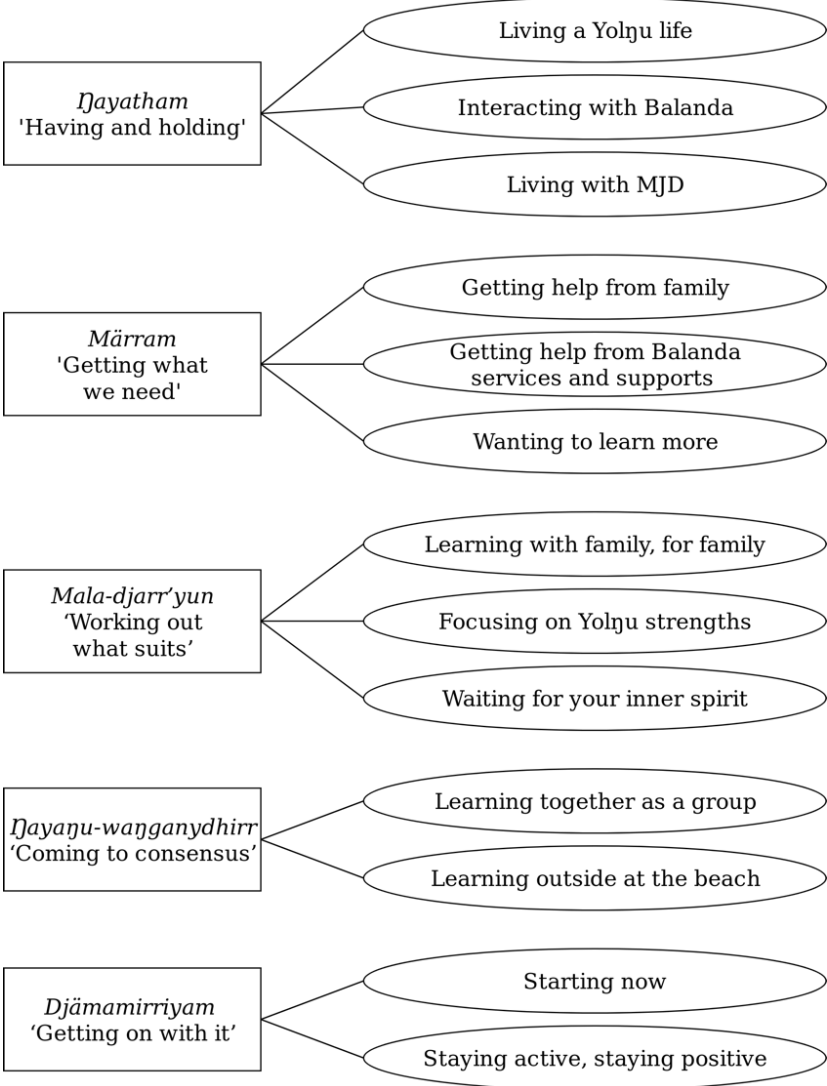 Ŋayatham
'Having and holding'
Living a Yolŋu life
Interacting with Balanda
Living with MJD
Märram
'Getting what
we need'
Getting help from family
Getting help from Balanda
services and supports
Wanting to learn more
Mala-djarr’yun
‘Working out
what suits’
Learning with family, for family
Focusing on Yolŋu strengths
Waiting for your inner spirit
Ŋayaŋu-waŋganydhirr
‘Coming to consensus’
Learning together as a group
Learning outside at the beach
Djämamirriyam
‘Getting on with it’
Starting now
Staying active, staying positive